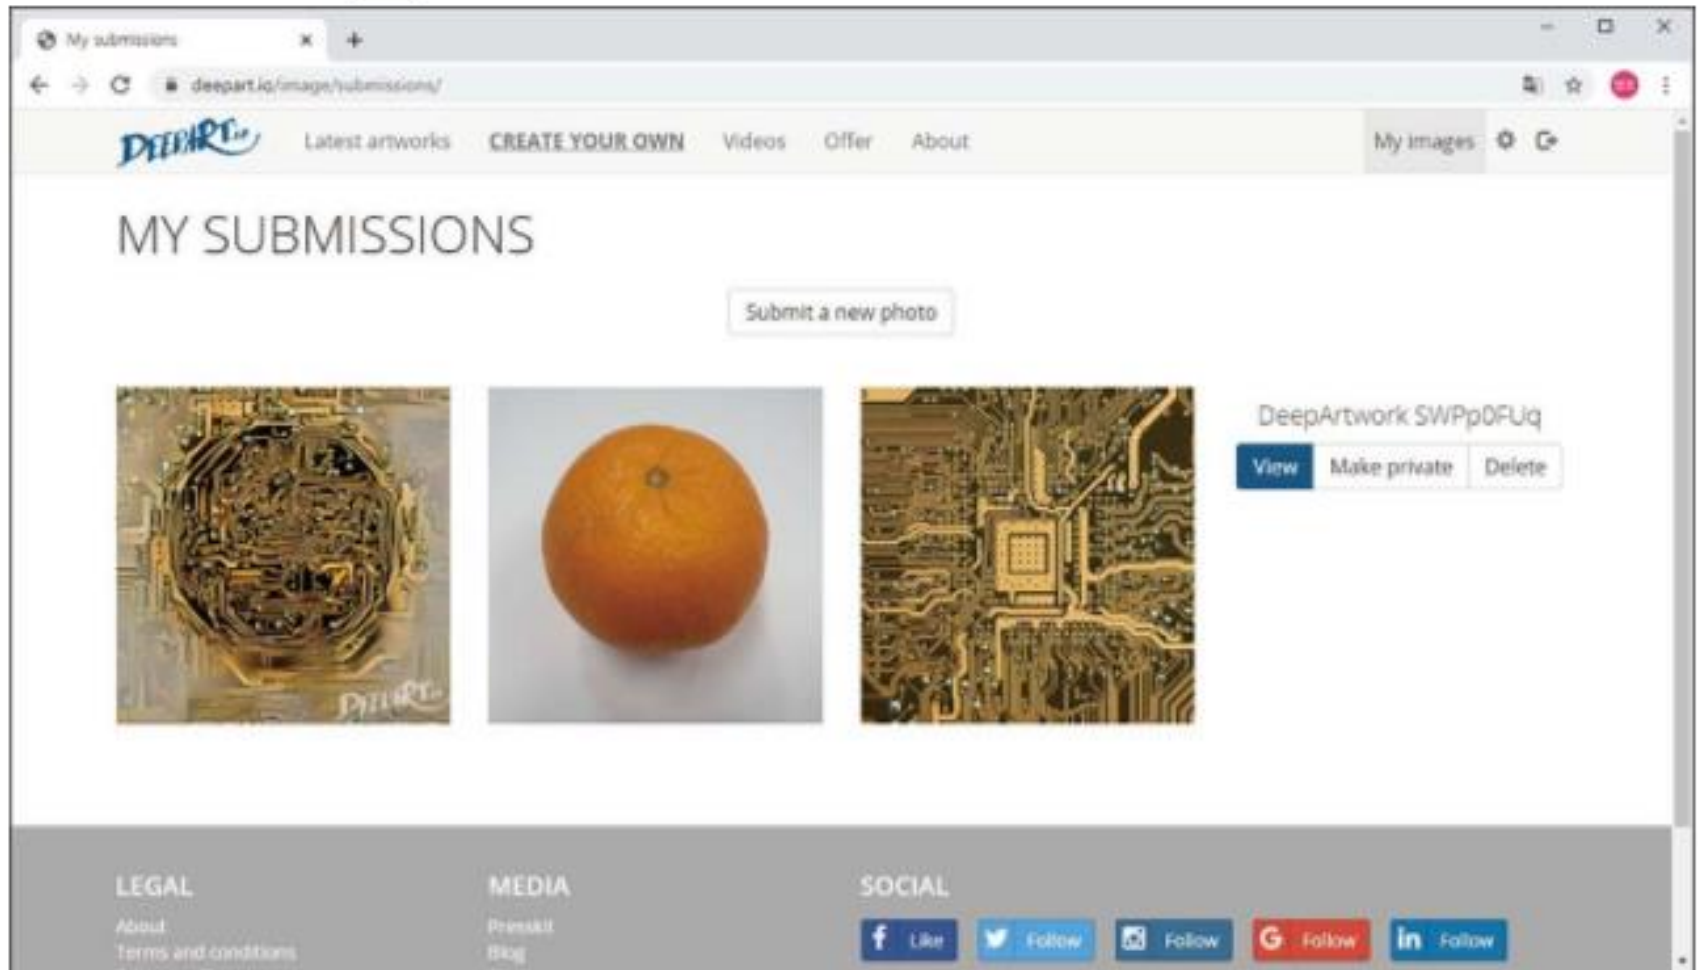 My submissions
deepart.io/image/submissions/
DEEPART.io
Latest artworks
CREATE YOUR OWN
Videos
Offer
About
My images
MY SUBMISSIONS
Submit a new photo
DeepArtwork SWPp0FUq
View
Make private
Delete
DEEPART.io
LEGAL
About
Terms and conditions
MEDIA
Presskit
Blog
SOCIAL
f Like
Follow
Follow
G Follow
in Follow